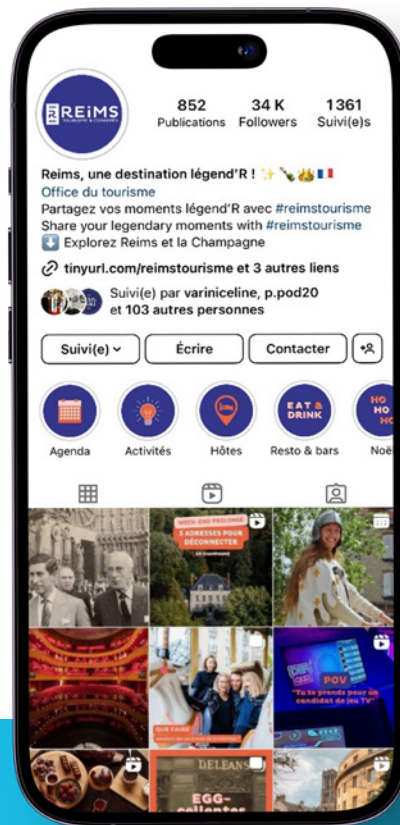 REiMS
TOURISME & CONGRÈS
852
Publications
34 K
Followers
1361
Suivi(e)s
Reims, une destination légend'R !
Office du tourisme
Partagez vos moments légend'R avec #reimstourisme
Share your legendary moments with #reimstourisme
Explorez Reims et la Champagne
tinyurl.com/reimstourisme et 3 autres liens
Suivi(e) par variniceline, p.pod20
et 103 autres personnes
Suivi(e)
Écrire
Contacter
EAT &
DRINK
HO
HO
HO
Agenda
Activités
Hôtes
Resto & bars
Noë
WEEK-END PROLONGÉ
3 ADRESSES POUR
DÉCONNECTER
EN CHAMPAGNE
QUE FAIRE
POV
"Tu te prends pour un
candidat de jeu TV"
DELEANS
EGG-
cellentes